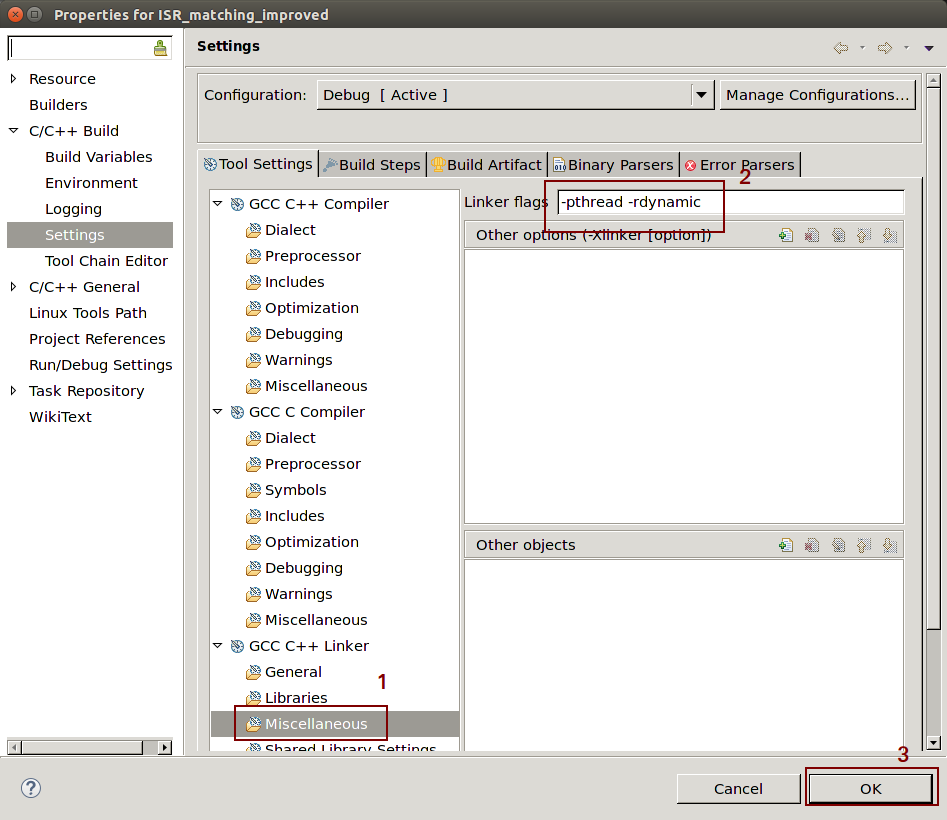 Properties for ISR_matching_improved
Settings
Resource
Builders
C/C++ Build
Build Variables
Environment
Logging
Settings
Tool Chain Editor
C/C++ General
Linux Tools Path
Project References
Run/Debug Settings
Task Repository
WikiText
Configuration: Debug [ Active ] Manage Configurations...
Tool Settings Build Steps Build Artifact Binary Parsers Error Parsers
2
GCC C++ Compiler
Dialect
Preprocessor
Includes
Optimization
Debugging
Warnings
Miscellaneous
GCC C Compiler
Dialect
Preprocessor
Symbols
Includes
Optimization
Debugging
Warnings
Miscellaneous
GCC C++ Linker
General
1
Libraries
Miscellaneous
Shared Library Settings
Linker flags -pthread -rdynamic
Other options (-Xlinker [option])
Other objects
3
? Cancel OK